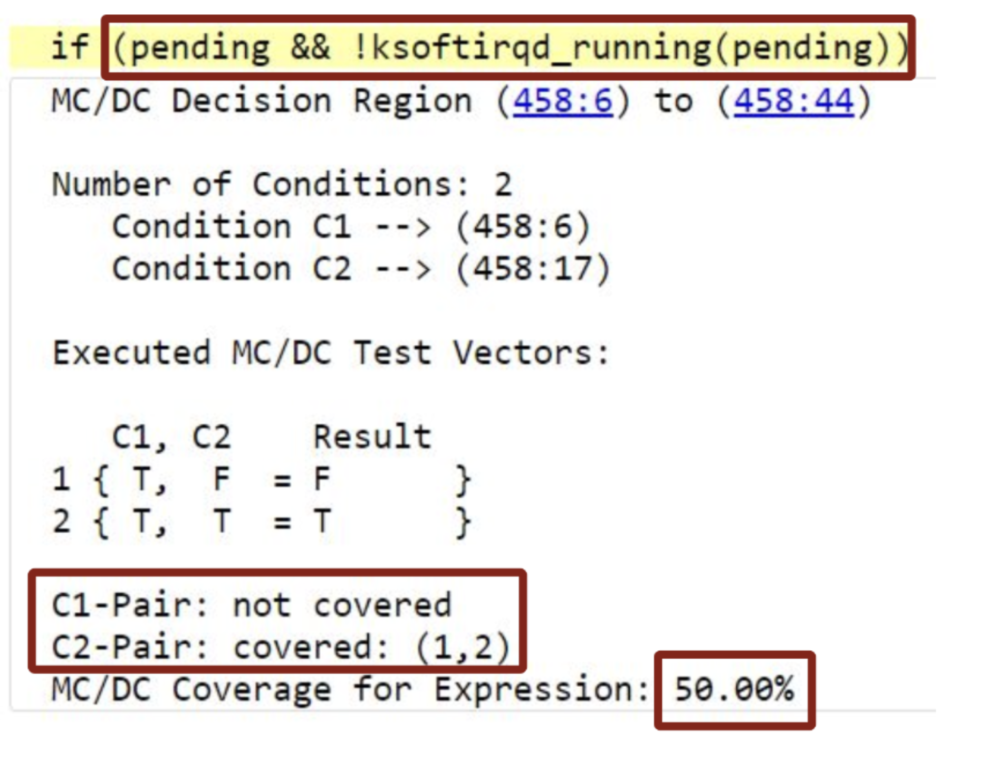 if (pending && !ksoftirqd_running(pending))
MC/DC Decision Region (458:6) to (458:44)
Number of Conditions: 2
Condition C1 --> (458:6)
Condition C2 --> (458:17)
Executed MC/DC Test Vectors:
C1, C2 Result
1 { T, F = F }
2 { T, T = T }
C1-Pair: not covered
C2-Pair: covered: (1,2)
MC/DC Coverage for Expression: 50.00%